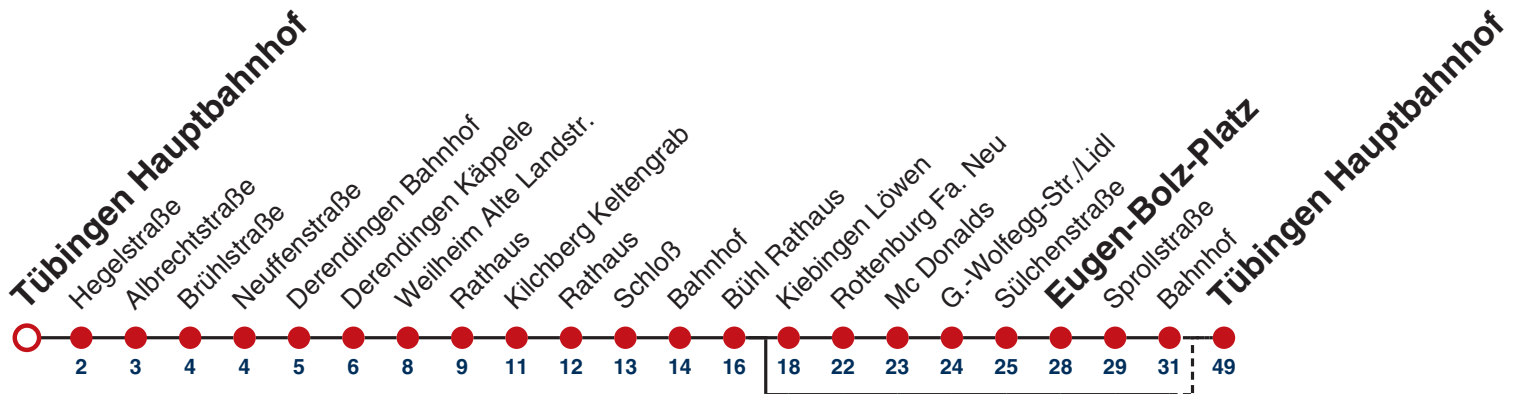 Tübingen Hauptbahnhof
Hegelstraße
Albrechtstraße
Brühlstraße
Neuffenstraße
Derendingen Bahnhof
Derendingen Käppele
Weilheim Alte Landstr.
Rathaus
Kilchberg Keltengrab
Rathaus
Schloß
Bahnhof
Bühl Rathaus
Kiebingen Löwen
Rottenburg Fa. Neu
Mc Donalds
G.-Wolfegg-Str./Lidl
Sülchenstraße
Eugen-Bolz-Platz
Sprollstraße
Bahnhof
Tübingen Hauptbahnhof
2 3 4 4 5 6 8 9 11 12 13 14 16 18 22 23 24 25 28 29 31 49